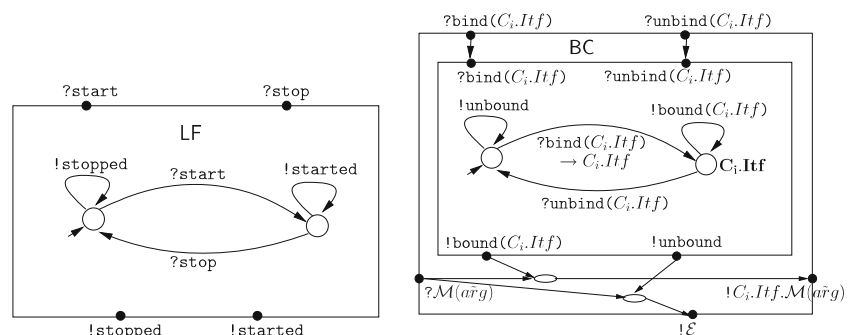 ?start
?stop
LF
!stopped
?start
!started
?stop
!stopped
!started
?bind(C_i.Itf)
?unbind(C_i.Itf)
BC
?bind(C_i.Itf)
?unbind(C_i.Itf)
!unbound
!bound(C_i.Itf)
?bind(C_i.Itf)
→ C_i.Itf
C_i.Itf
?unbind(C_i.Itf)
!bound(C_i.Itf)
!unbound
?ℳ(ar̃g)
!C_i.Itf.ℳ(ar̃g)
!ℰ